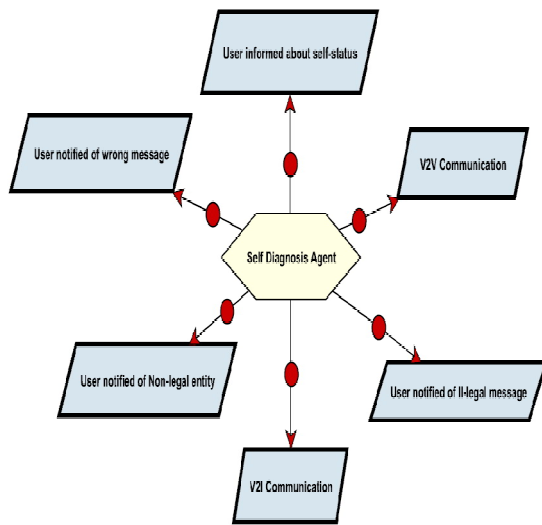 User informed about self-status
User notified of wrong message
V2V Communication
Self Diagnosis Agent
User notified of Non-legal entity
User notified of Il-legal message
V2I Communication